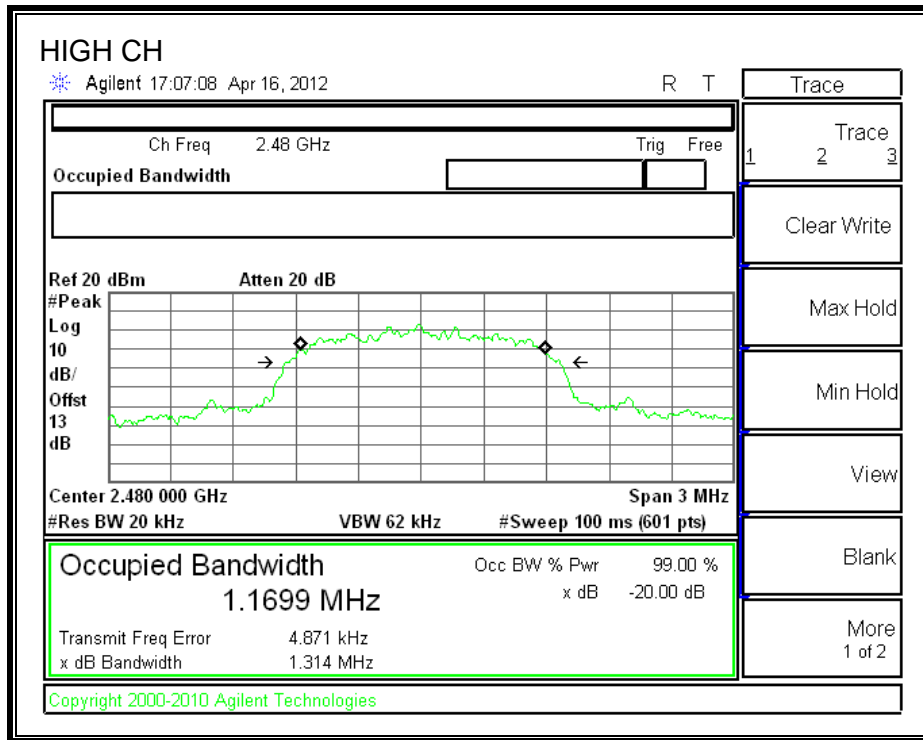 HIGH CH
Agilent 17:07:08 Apr 16, 2012 R T
Trace
Ch Freq 2.48 GHz Trig Free
Occupied Bandwidth
Trace
1 2 3
Clear Write
Max Hold
Min Hold
View
Blank
More
1 of 2
Ref 20 dBm Atten 20 dB
#Peak
Log
10
dB/
Offst
13
dB
Center 2.480 000 GHz Span 3 MHz
#Res BW 20 kHz VBW 62 kHz #Sweep 100 ms (601 pts)
Occupied Bandwidth Occ BW % Pwr 99.00 %
1.1699 MHz x dB -20.00 dB
Transmit Freq Error 4.871 kHz
x dB Bandwidth 1.314 MHz
Copyright 2000-2010 Agilent Technologies